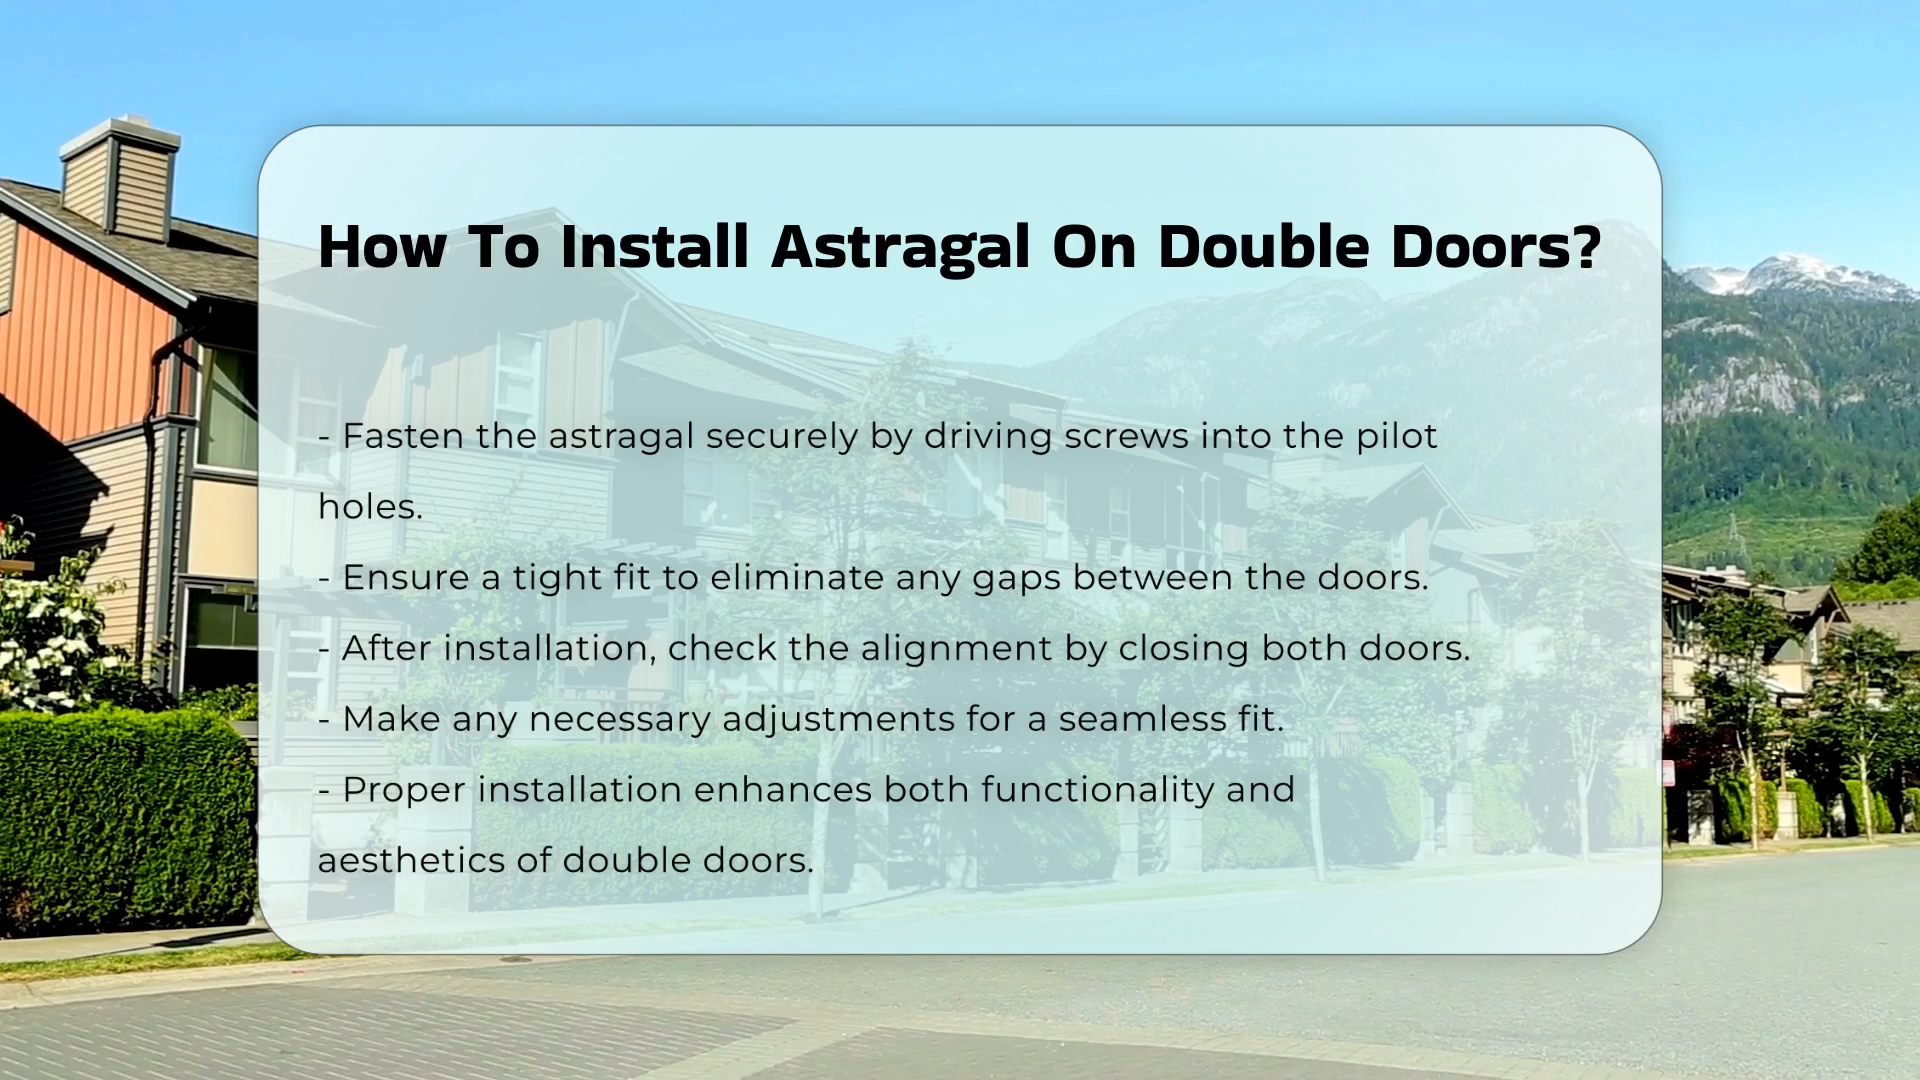 How To Install Astragal On Double Doors?
- Fasten the astragal securely by driving screws into the pilot
holes.
- Ensure a tight fit to eliminate any gaps between the doors.
- After installation, check the alignment by closing both doors.
- Make any necessary adjustments for a seamless fit.
- Proper installation enhances both functionality and
aesthetics of double doors.